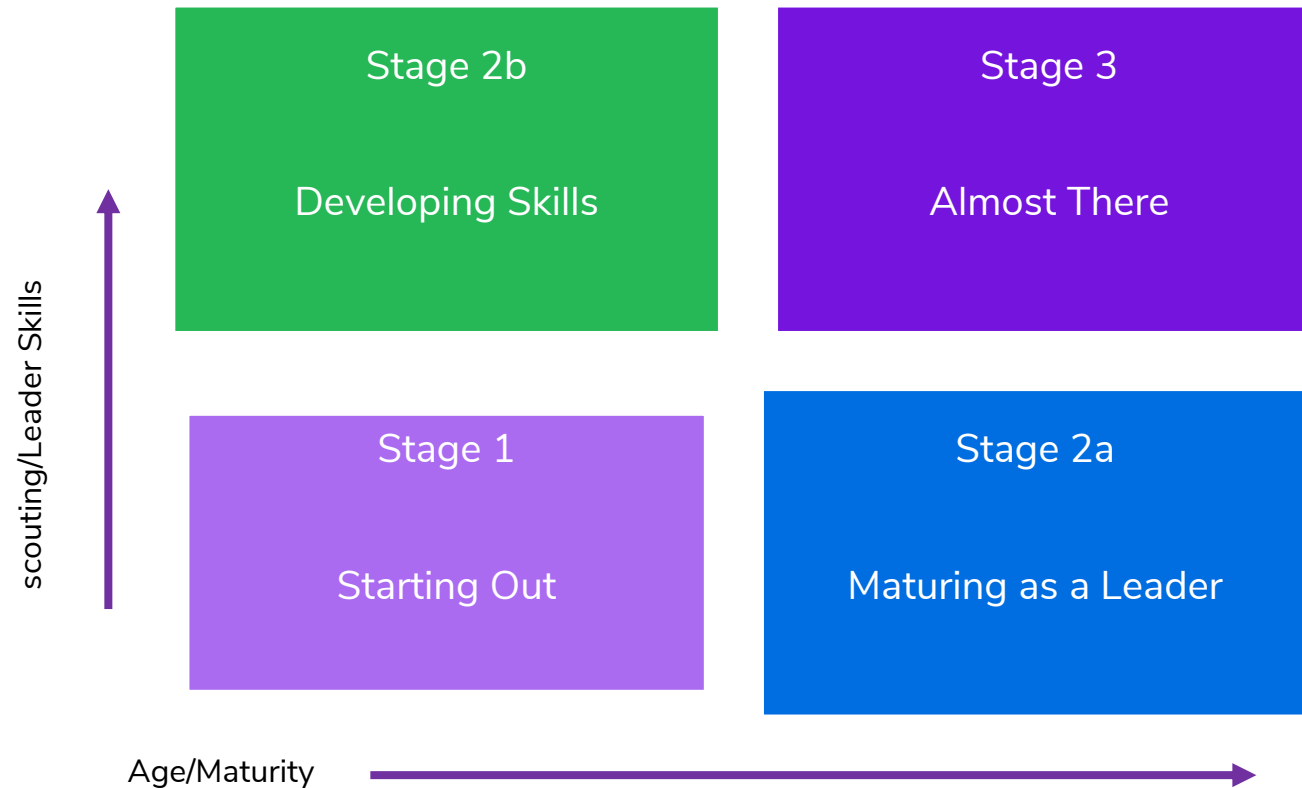 Stage 2b
Developing Skills
Stage 3
Almost There
scouting/Leader Skills
Stage 1
Starting Out
Stage 2a
Maturing as a Leader
Age/Maturity